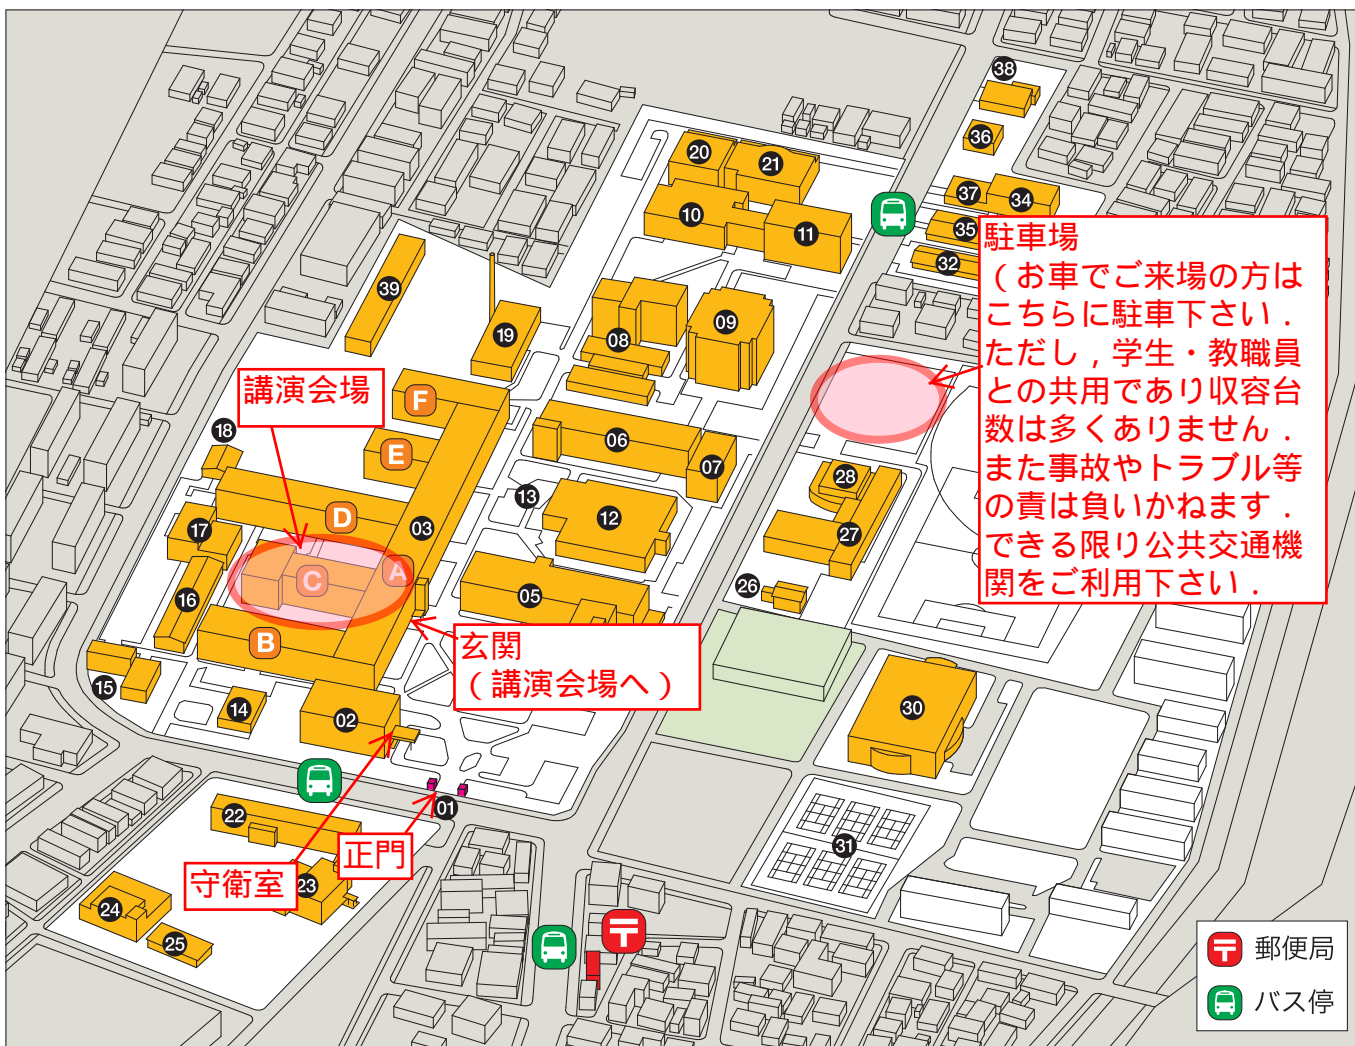 38
36
20
21
37
34
10
11
35
32
駐車場
（お車でご来場の方は
こちらに駐車下さい．
ただし，学生・教職員
との共用であり収容台
数は多くありません．
また事故やトラブル等
の責は負いかねます．
できる限り公共交通機
関をご利用下さい．
39
19
08
09
講演会場
F
E
18
06
07
28
13
D
03
12
17
27
C
A
16
05
26
B
玄関
（講演会場へ）
15
14
02
30
01
22
正門
31
守衛室
23
24
25
〒
〒 郵便局
バス停